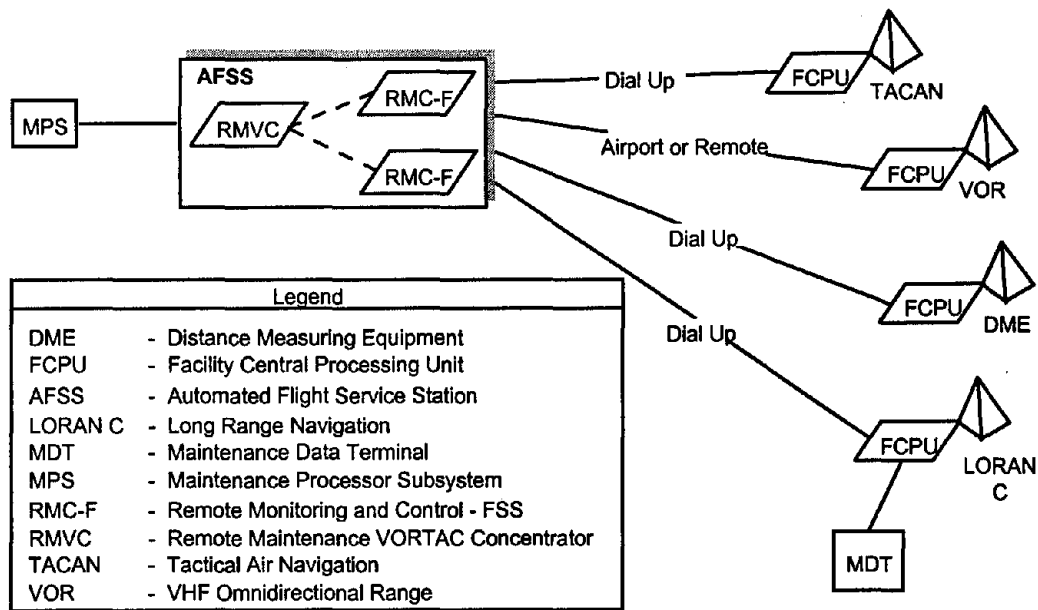 AFSS
MPS
RMVC
RMC-F
RMC-F
Dial Up
FCPU
TACAN
Airport or Remote
FCPU
VOR
Dial Up
FCPU
DME
Dial Up
FCPU
LORAN
C
MDT
Legend
DME - Distance Measuring Equipment
FCPU - Facility Central Processing Unit
AFSS - Automated Flight Service Station
LORAN C - Long Range Navigation
MDT - Maintenance Data Terminal
MPS - Maintenance Processor Subsystem
RMC-F - Remote Monitoring and Control - FSS
RMVC - Remote Maintenance VORTAC Concentrator
TACAN - Tactical Air Navigation
VOR - VHF Omnidirectional Range